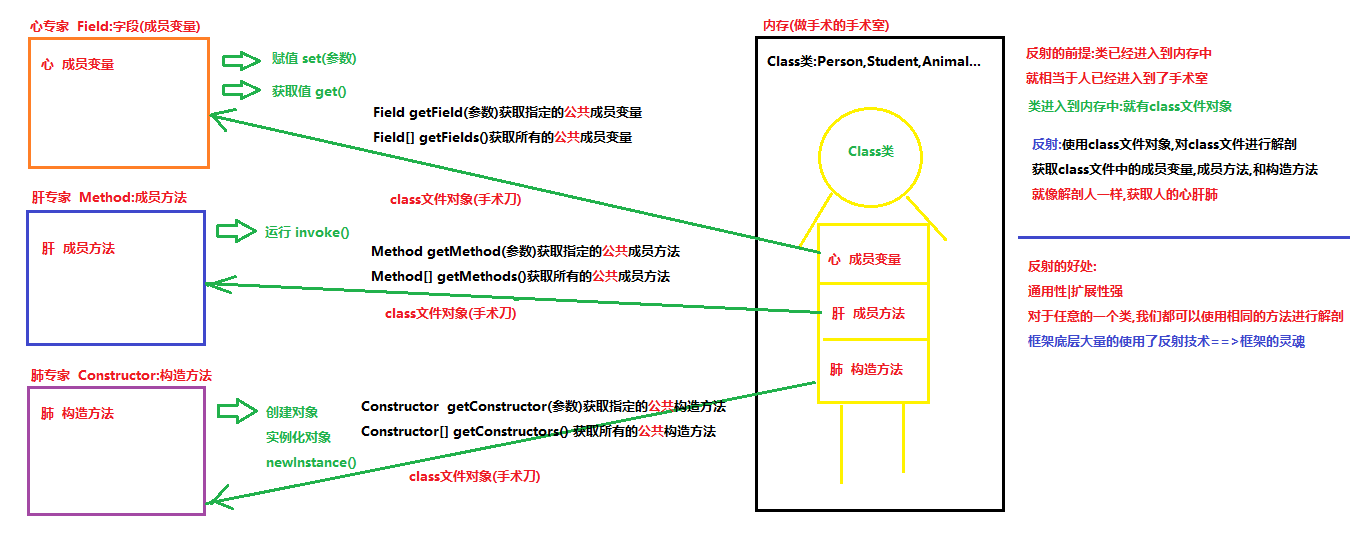 心专家 Field:字段(成员变量)
心 成员变量
赋值 set(参数)
获取值 get()
Field getField(参数)获取指定的公共成员变量
Field[] getFields()获取所有的公共成员变量
class文件对象(手术刀)
肝专家 Method:成员方法
肝 成员方法
运行 invoke()
Method getMethod(参数)获取指定的公共成员方法
Method[] getMethods()获取所有的公共成员方法
class文件对象(手术刀)
肺专家 Constructor:构造方法
肺 构造方法
创建对象
实例化对象
newInstance()
Constructor getConstructor(参数)获取指定的公共构造方法
Constructor[] getConstructors() 获取所有的公共构造方法
class文件对象(手术刀)
内存(做手术的手术室)
Class类:Person,Student,Animal...
Class类
心 成员变量
肝 成员方法
肺 构造方法
反射的前提:类已经进入到内存中
就相当于人已经进入到了手术室
类进入到内存中:就有class文件对象
反射:使用class文件对象,对class文件进行解剖
获取class文件中的成员变量,成员方法,和构造方法
就像解剖人一样,获取人的心肝肺
反射的好处:
通用性|扩展性强
对于任意的一个类,我们都可以使用相同的方法进行解剖
框架底层大量的使用了反射技术==>框架的灵魂